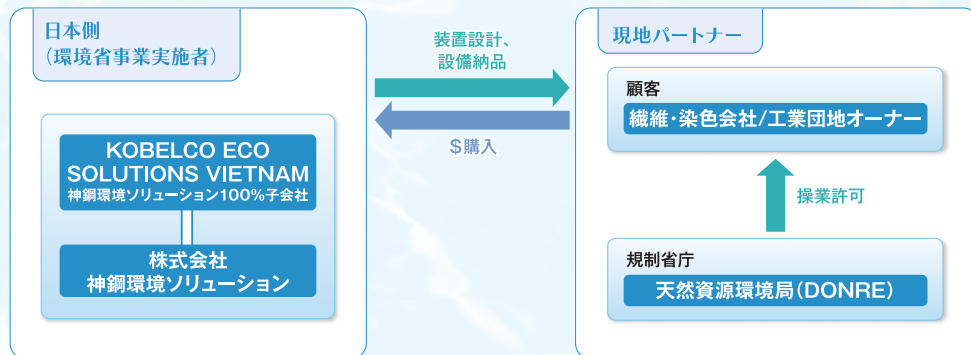 日本側
（環境省事業実施者）
KOBELCO ECO
SOLUTIONS VIETNAM
神鋼環境ソリューション100％子会社
株式会社
神鋼環境ソリューション
装置設計、
設備納品
$購入
現地パートナー
顧客
繊維・染色会社/工業団地オーナー
操業許可
規制省庁
天然資源環境局（DONRE）